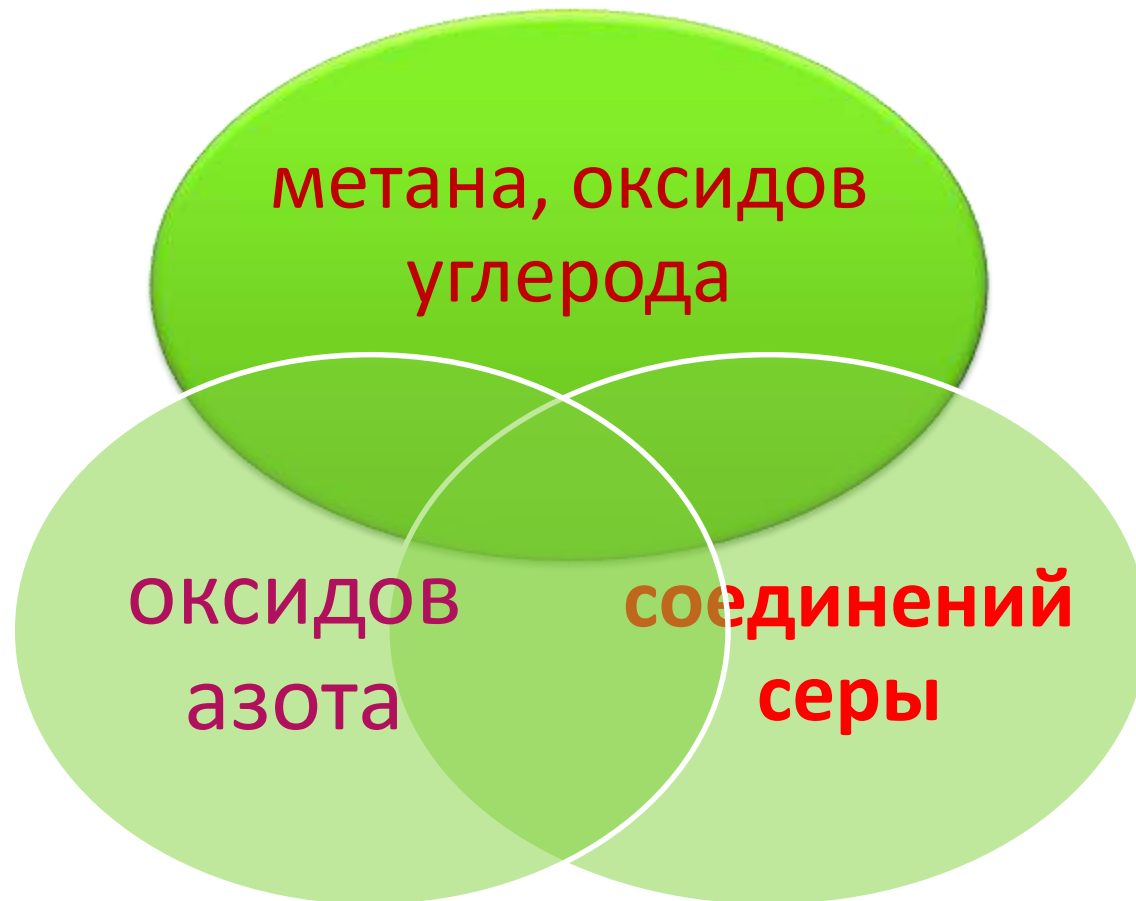 метана, оксидов
углерода
оксидов
азота
соединений
серы